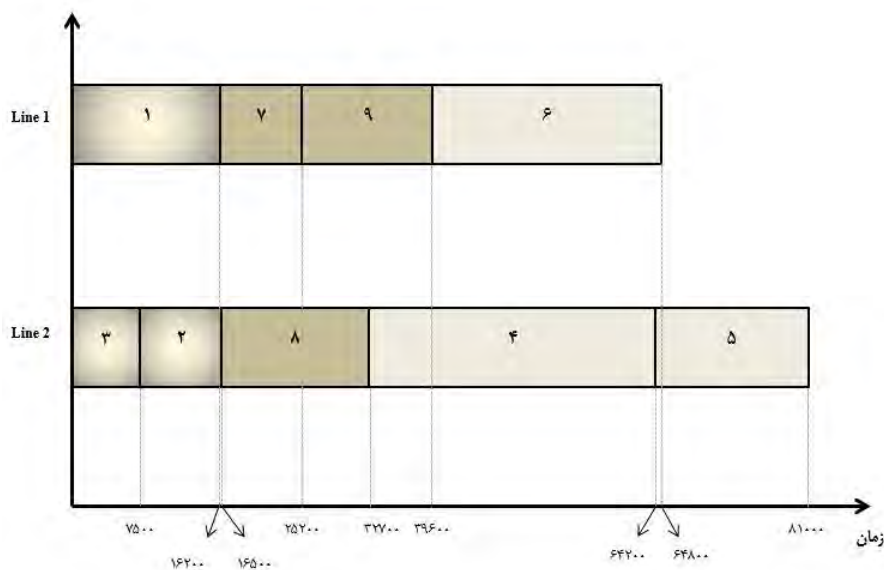 Line 1
۱ ۷ ۹ ۶
Line 2
۳ ۲ ۸ ۴ ۵
۷۵۰۰ ۲۵۲۰۰ ۳۲۷۰۰ ۳۹۶۰۰ ۸۱۰۰۰
زمان
۱۶۲۰۰ ۱۶۵۰۰ ۶۴۲۰۰ ۶۴۸۰۰